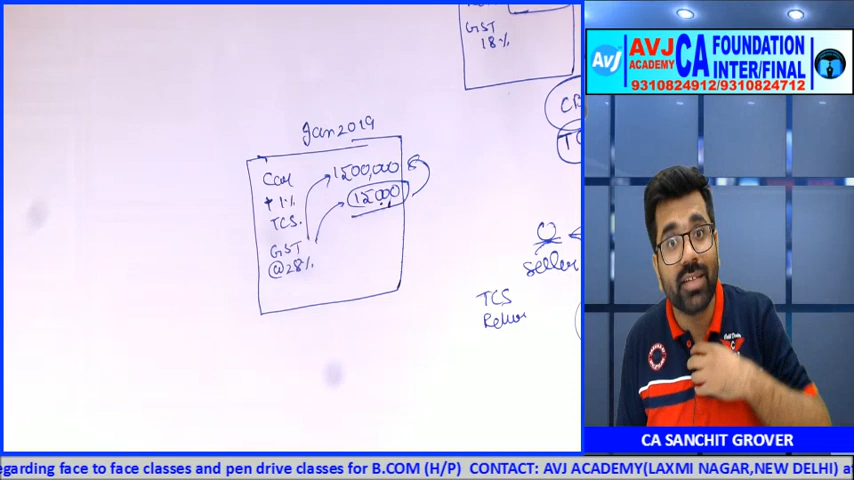 GST
18%
Jan 2019
Car 1500,000
+ 1% 15000
TCS.
GST
@28%
seller
TCS
AVJ
AVJ
ACADEMY
CA
FOUNDATION
INTER/FINAL
9310824912/9310824712
CA SANCHIT GROVER
egarding face to face classes and pen drive classes for B.COM (H/P) CONTACT: AVJ ACADEMY(LAXMI NAGAR,NEW DELHI) a